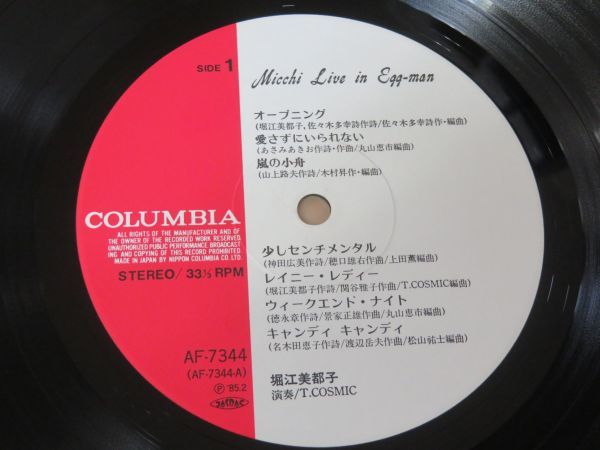 SIDE 1
Micchi Live in Egg-man
オープニング
(堀江美都子,佐々木多幸詩作詩/佐々木多幸詩作・編曲)
愛さずにいられない
(あさみあきお作詩・作曲/丸山恵市編曲)
嵐の小舟
(山上路夫作詩/木村昇作・編曲)
COLUMBIA
ALL RIGHTS OF THE MANUFACTURER AND OF
THE OWNER OF THE RECORDED WORK RESERVED.
UNAUTHORIZED PUBLIC PERFORMANCE BROADCAST
ING AND COPYING OF THIS RECORD PROHIBITED.
MADE IN JAPAN BY NIPPON COLUMBIA CO. LTD.
STEREO/33⅓ RPM
少しセンチメンタル
(神田広美作詩/穂口雄右作曲/上田薫編曲)
レイニー・レディー
(堀江美都子作詩/関谷雅子作曲/T.COSMIC編曲)
ウィークエンド・ナイト
(徳永章作詩/景家正雄作曲/丸山恵市編曲)
キャンディ キャンディ
(名木田恵子作詩/渡辺岳夫作曲/松山祐士編曲)
AF-7344
(AF-7344-A)
Ⓟ'85.2
堀江美都子
演奏/T.COSMIC